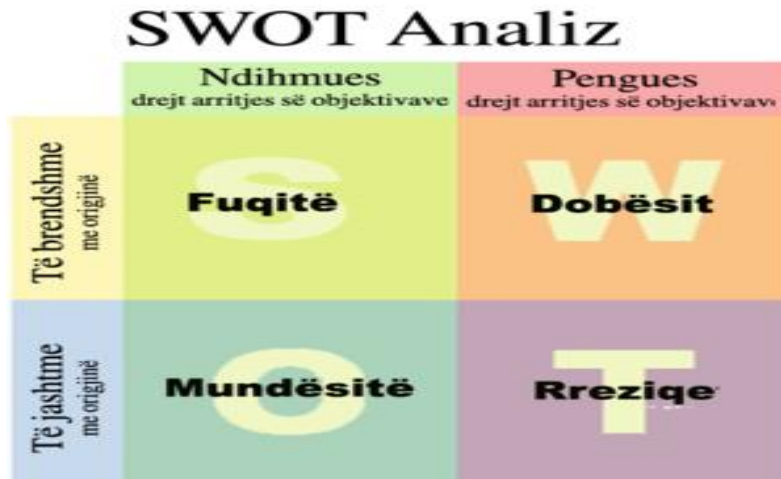 SWOT Analiz
Ndihmues
drejt arritjes së objektivave
Pengues
drejt arritjes së objektivave
Të brendshme
me origjinë
S
Fuqitë
W
Dobësit
Të jashtme
me origjinë
O
Mundësitë
T
Rreziqe